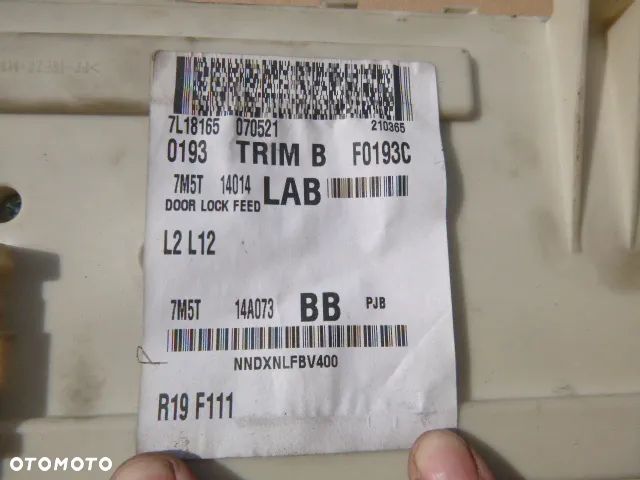 7L18165 070521 210365
0193 TRIM B F0193C
7M5T 14014 LAB
DOOR LOCK FEED
L2 L12
7M5T 14A073 BB PJB
NNDXNLFBV400
R19 F111
OTOMOTO